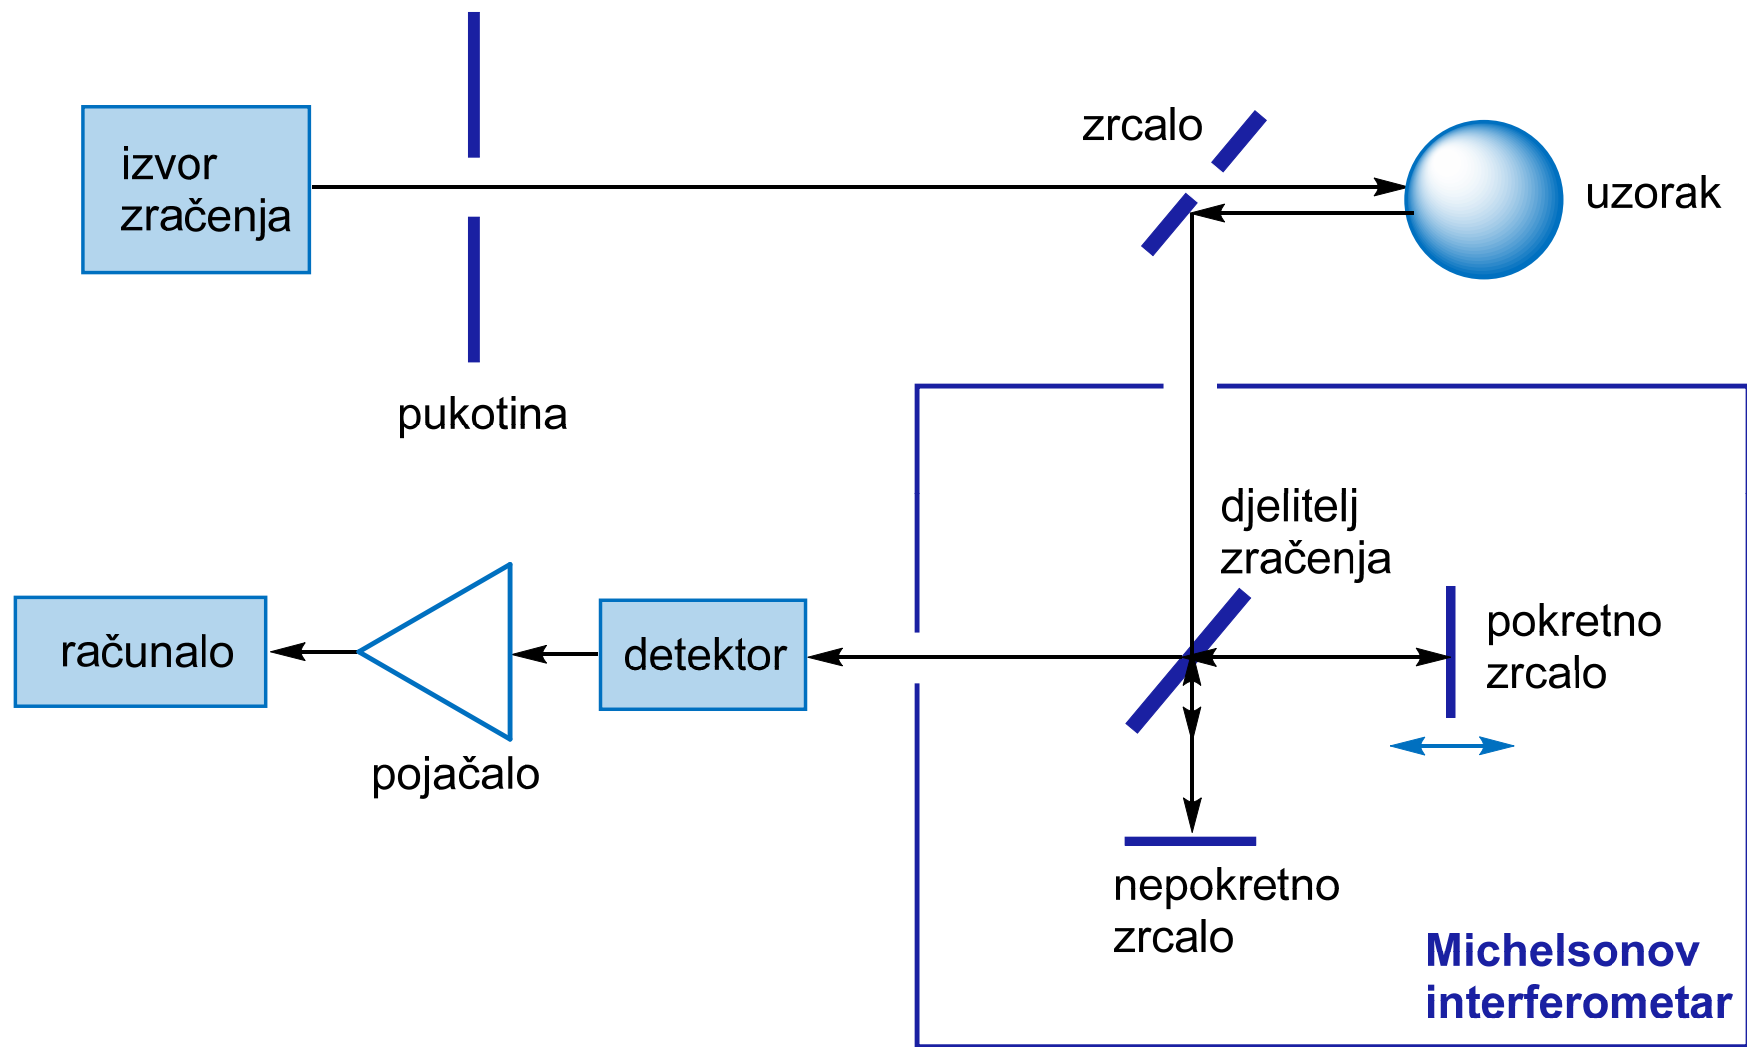 izvor
zračenja
zrcalo
uzorak
pukotina
djelitelj
zračenja
pokretno
zrcalo
računalo
detektor
pojačalo
nepokretno
zrcalo
Michelsonov
interferometar